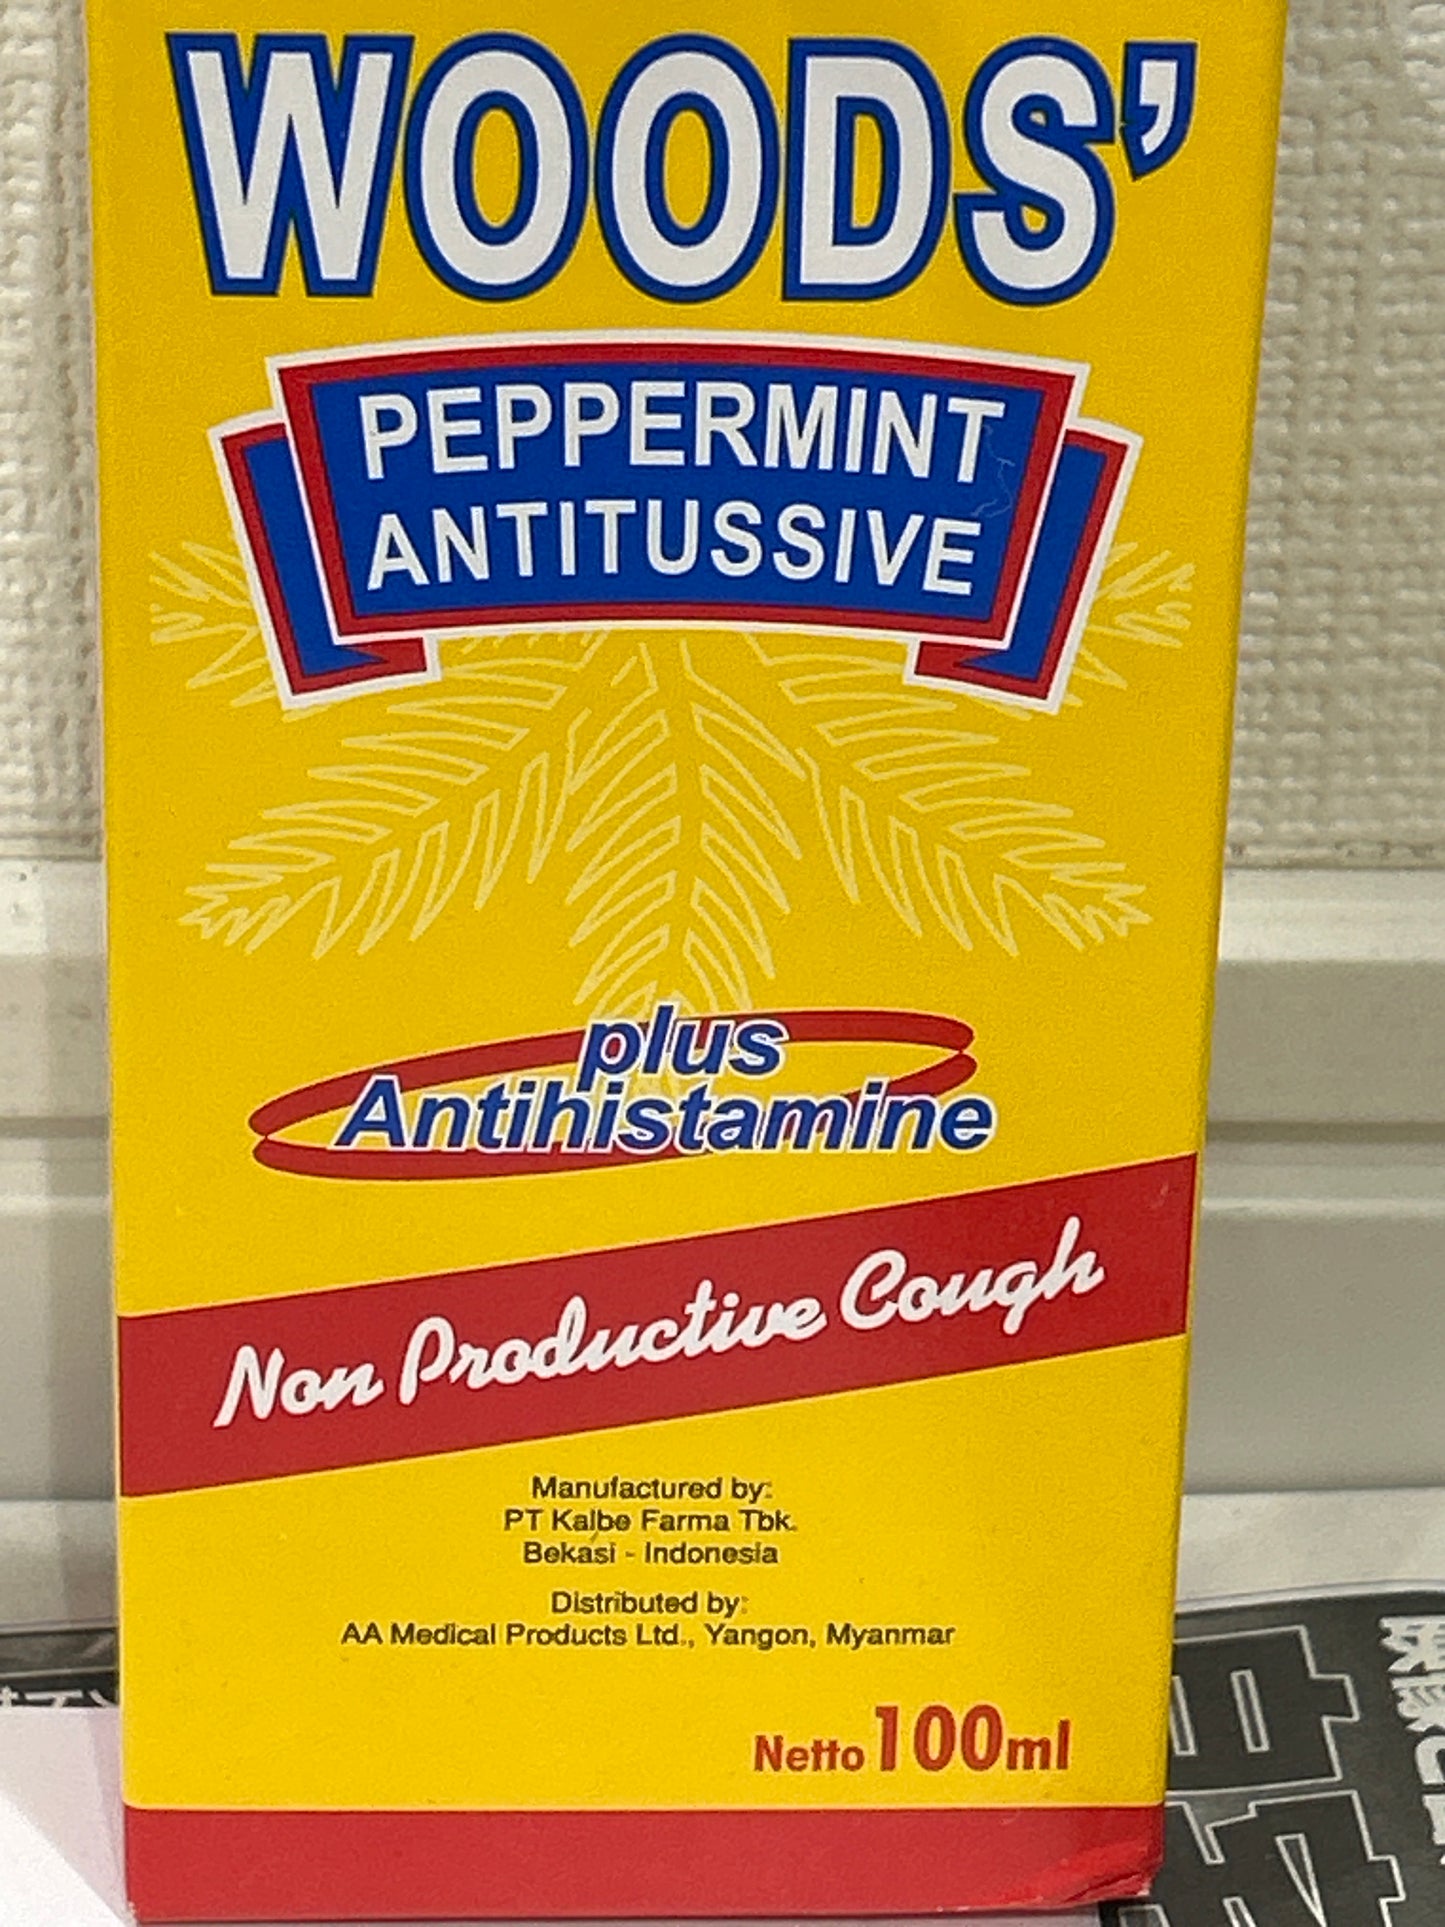 WOODS'
PEPPERMINT
ANTITUSSIVE
plus
Antihistamine
Non Productive Cough
Manufactured by:
PT Kalbe Farma Tbk.
Bekasi - Indonesia
Distributed by:
AA Medical Products Ltd., Yangon, Myanmar
Netto 100ml